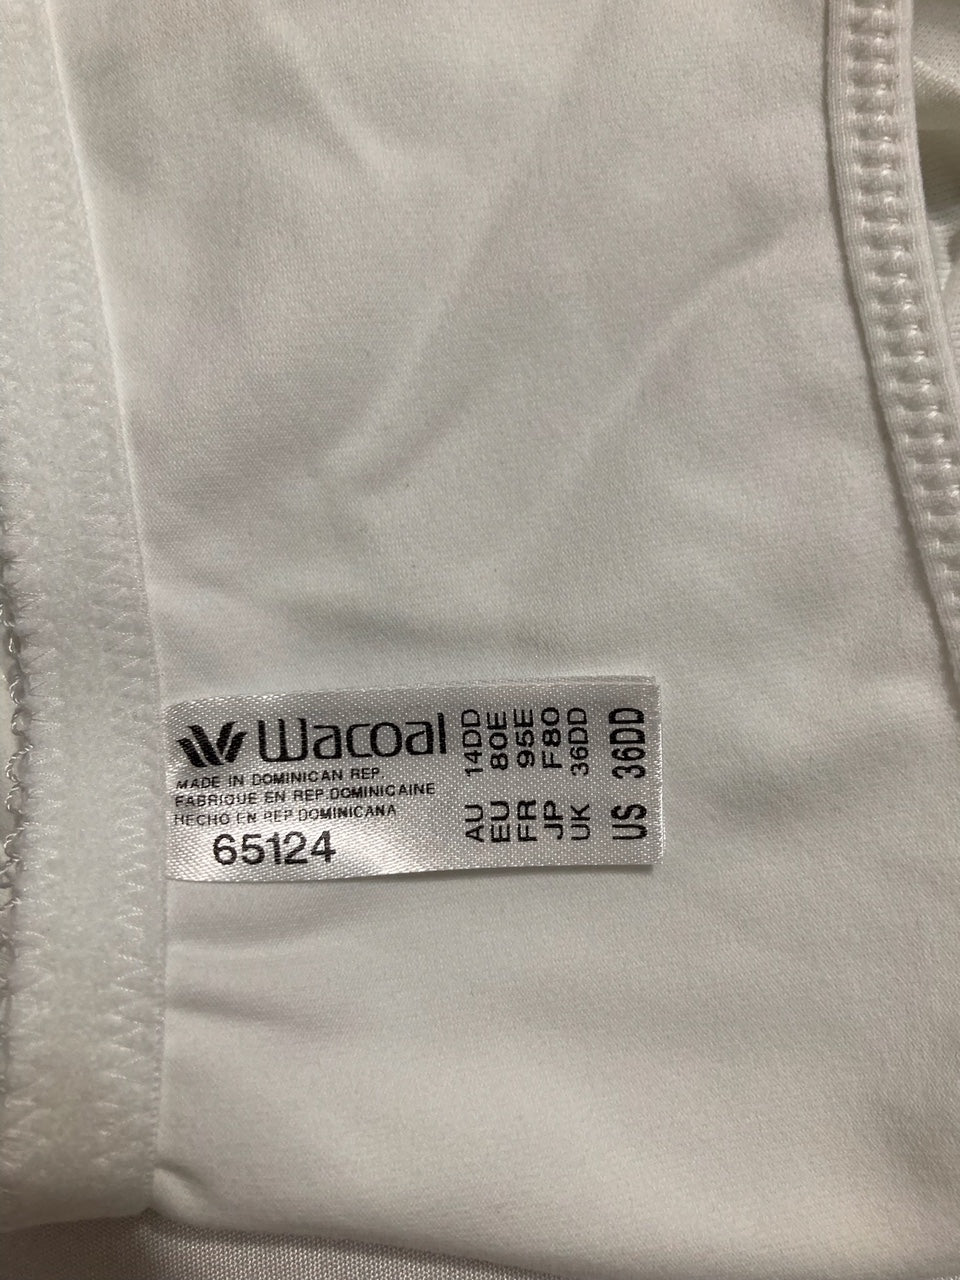 Wacoal
MADE IN DOMINICAN REP.
FABRIQUE EN REP.DOMINICAINE
HECHO EN REP.DOMINICANA
65124
AU 14DD
EU 80E
FR 95E
JP F80
UK 36DD
US 36DD